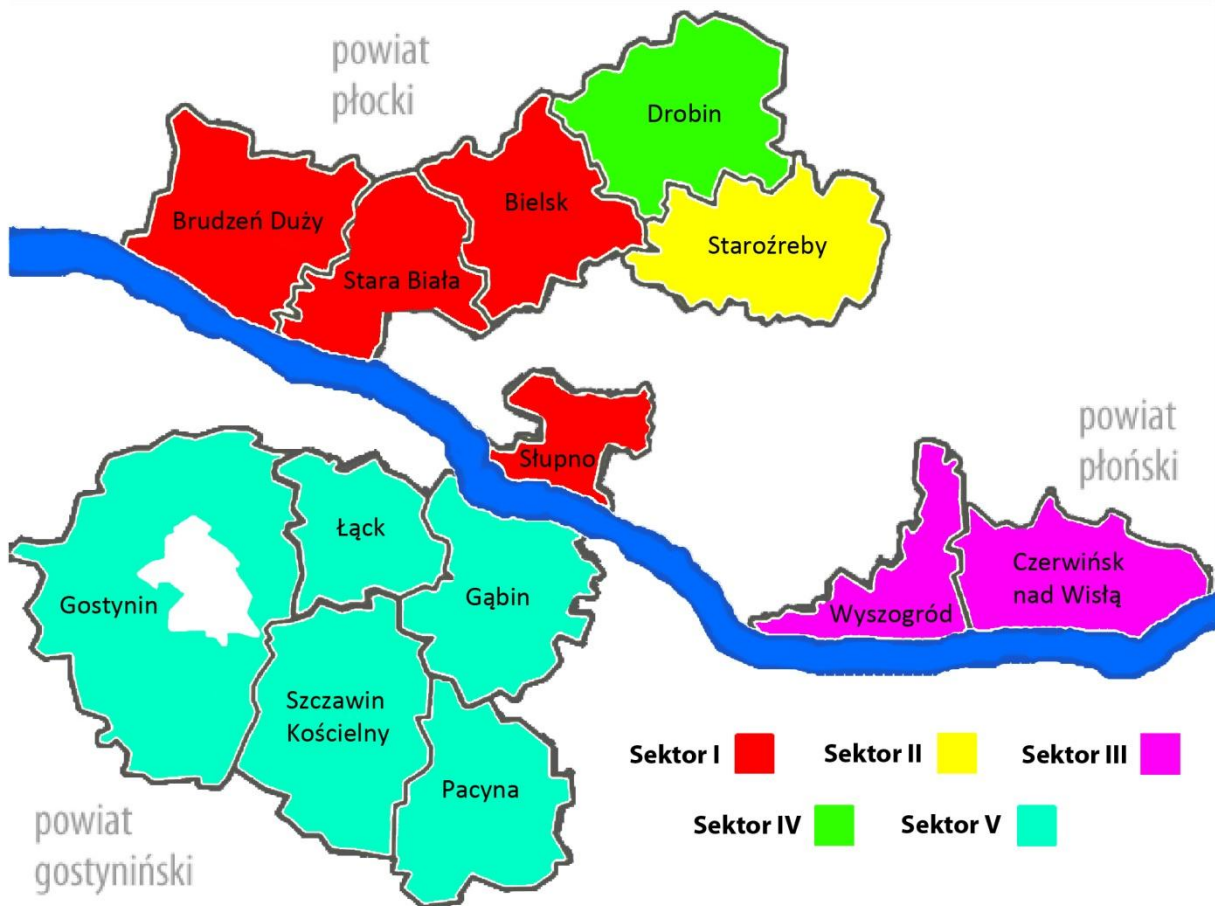 powiat
płocki
Drobin
Brudzeń Duży
Bielsk
Stara Biała
Staroźreby
Słupno
powiat
płoński
Łąck
Gostynin
Gąbin
Czerwińsk
nad Wisłą
Wyszogród
Szczawin
Kościelny
Pacyna
Sektor I
Sektor II
Sektor III
Sektor IV
Sektor V
powiat
gostyniński